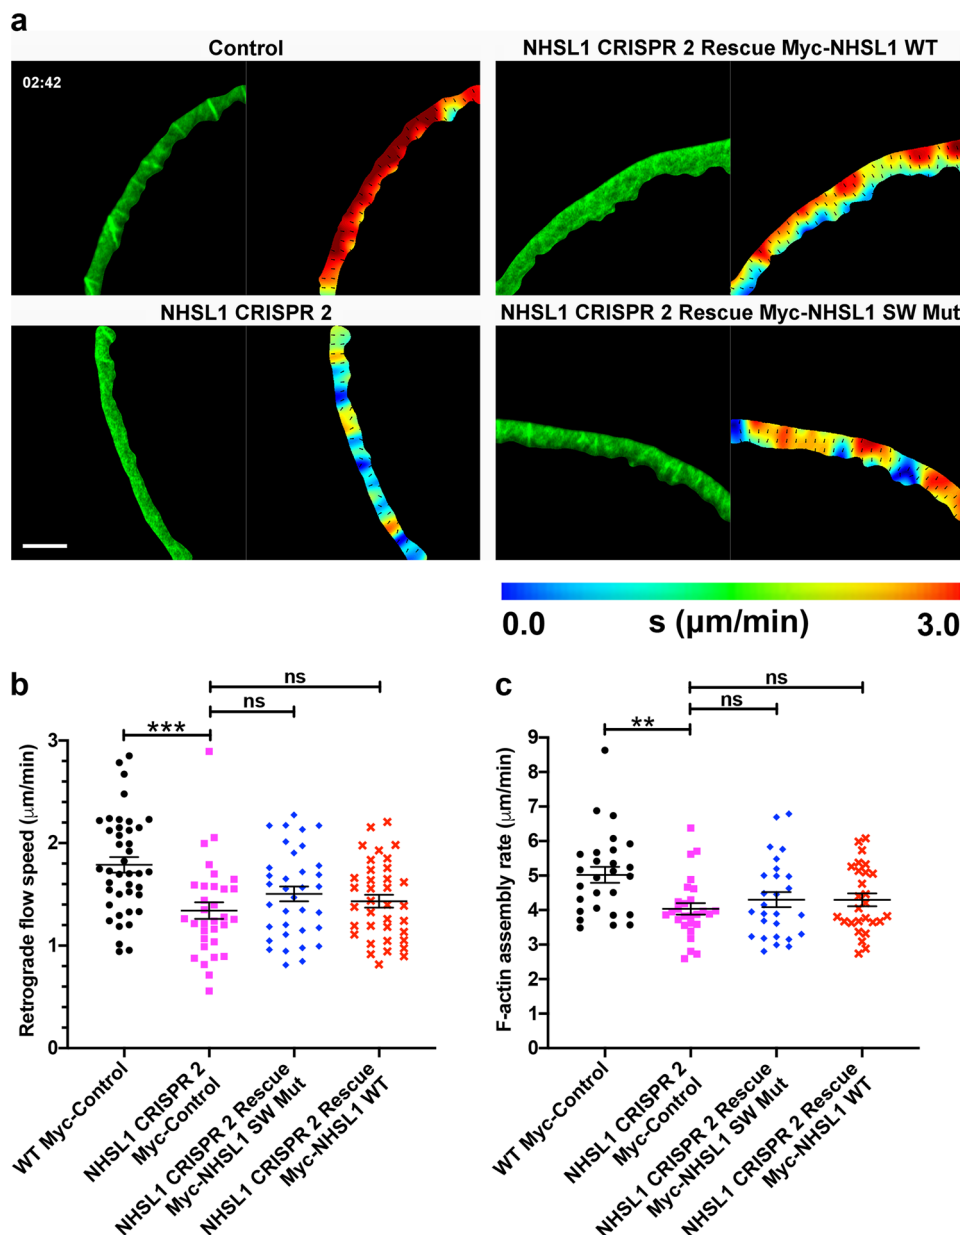 a
Control
NHSL1 CRISPR 2 Rescue Myc-NHSL1 WT
02:42
NHSL1 CRISPR 2
NHSL1 CRISPR 2 Rescue Myc-NHSL1 SW Mut
0.0
s (µm/min)
3.0
b
ns
ns
***
Retrograde flow speed (µm/min)
3
2
1
0
WT Myc-Control
NHSL1 CRISPR 2
Myc-Control
NHSL1 CRISPR 2 Rescue
Myc-NHSL1 SW Mut
NHSL1 CRISPR 2 Rescue
Myc-NHSL1 WT
c
ns
ns
**
F-actin assembly rate (µm/min)
9
8
7
6
5
4
3
2
1
0
WT Myc-Control
NHSL1 CRISPR 2
Myc-Control
NHSL1 CRISPR 2 Rescue
Myc-NHSL1 SW Mut
NHSL1 CRISPR 2 Rescue
Myc-NHSL1 WT